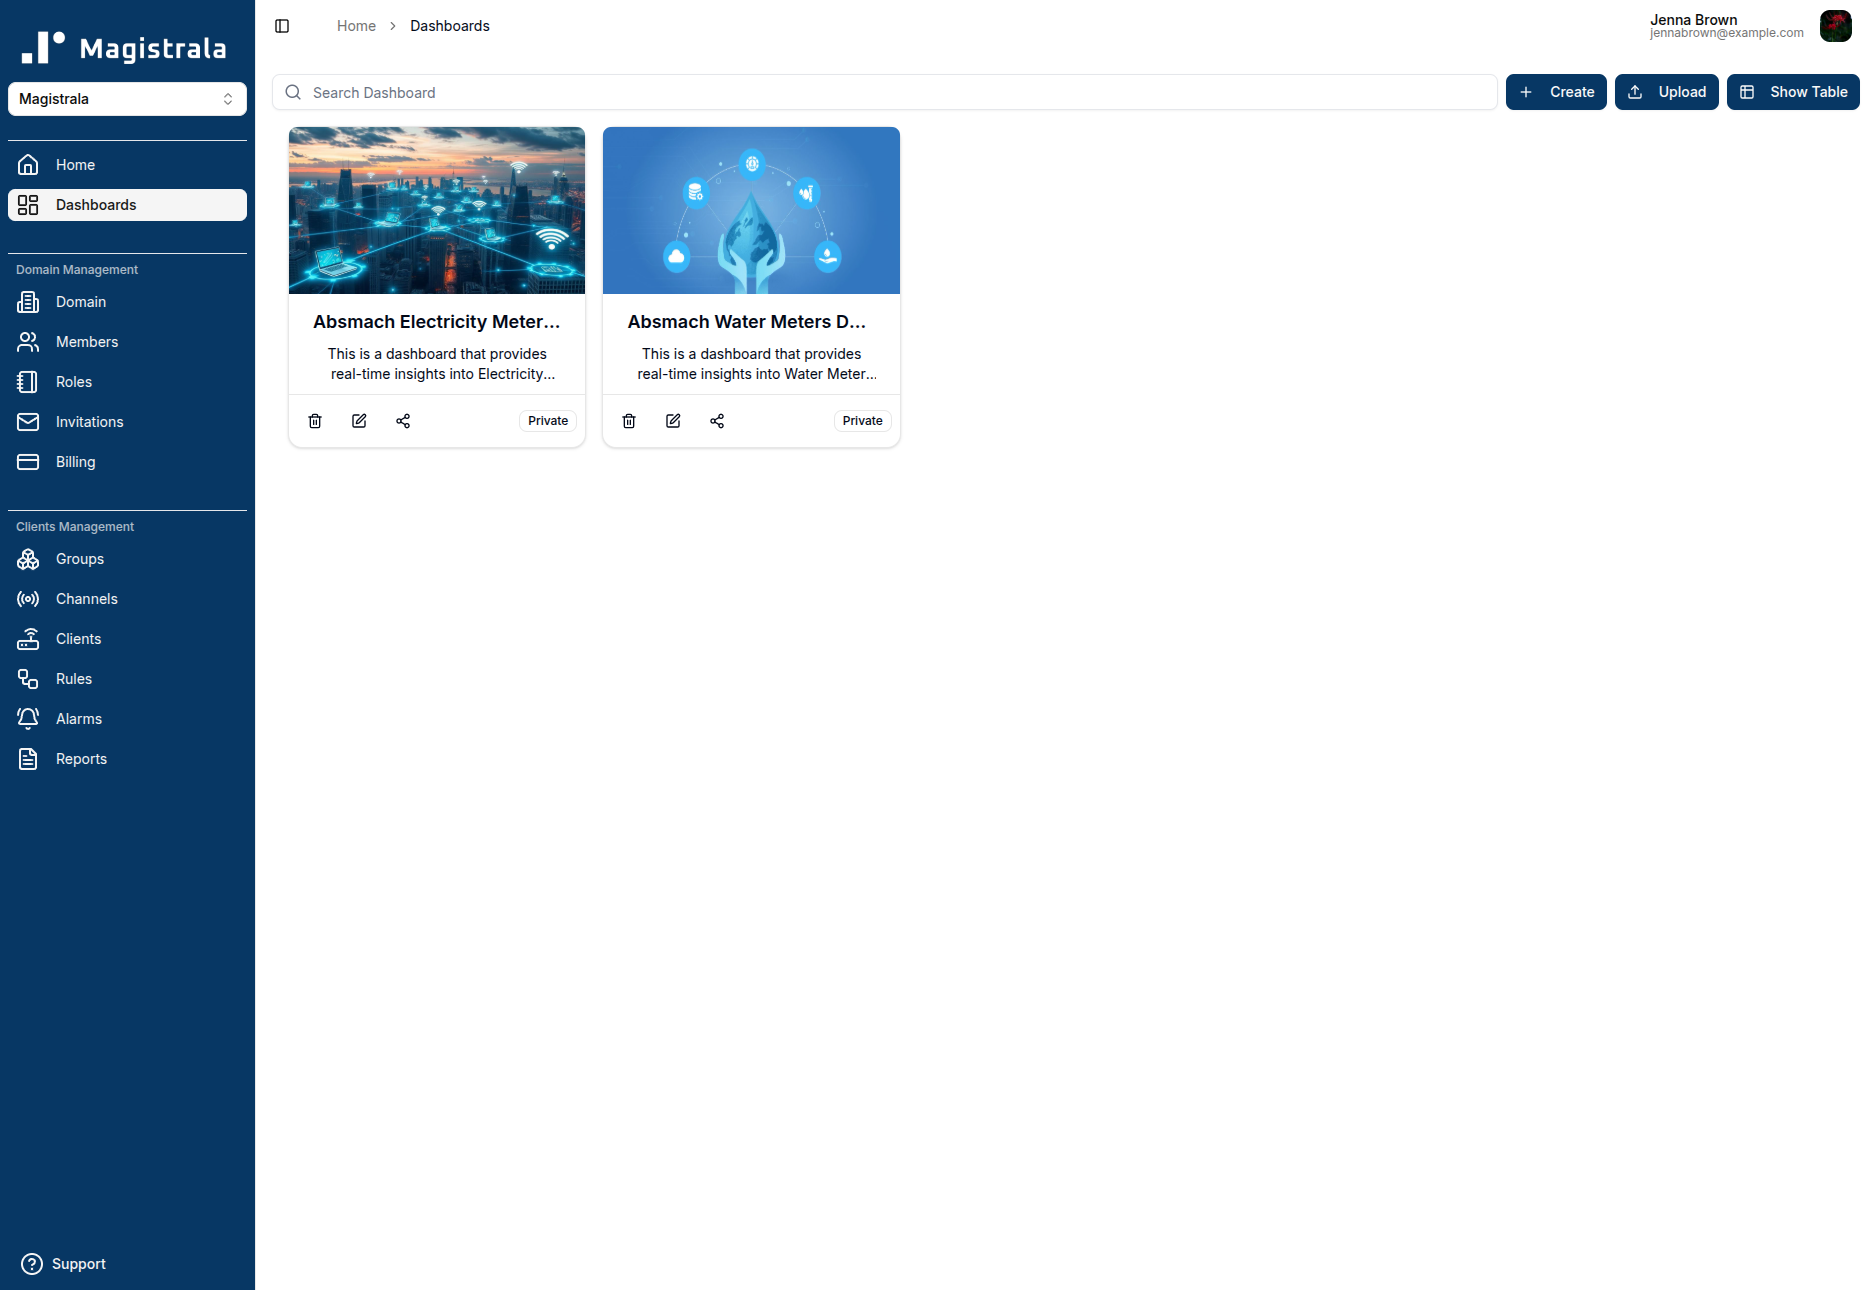 Magistrala
Magistrala
Home
Dashboards
Domain Management
Domain
Members
Roles
Invitations
Billing
Clients Management
Groups
Channels
Clients
Rules
Alarms
Reports
Support
Home > Dashboards
Jenna Brown
jennabrown@example.com
Search Dashboard
Create
Upload
Show Table
Absmach Electricity Meter...
This is a dashboard that provides
real-time insights into Electricity...
Private
Absmach Water Meters D...
This is a dashboard that provides
real-time insights into Water Meter...
Private